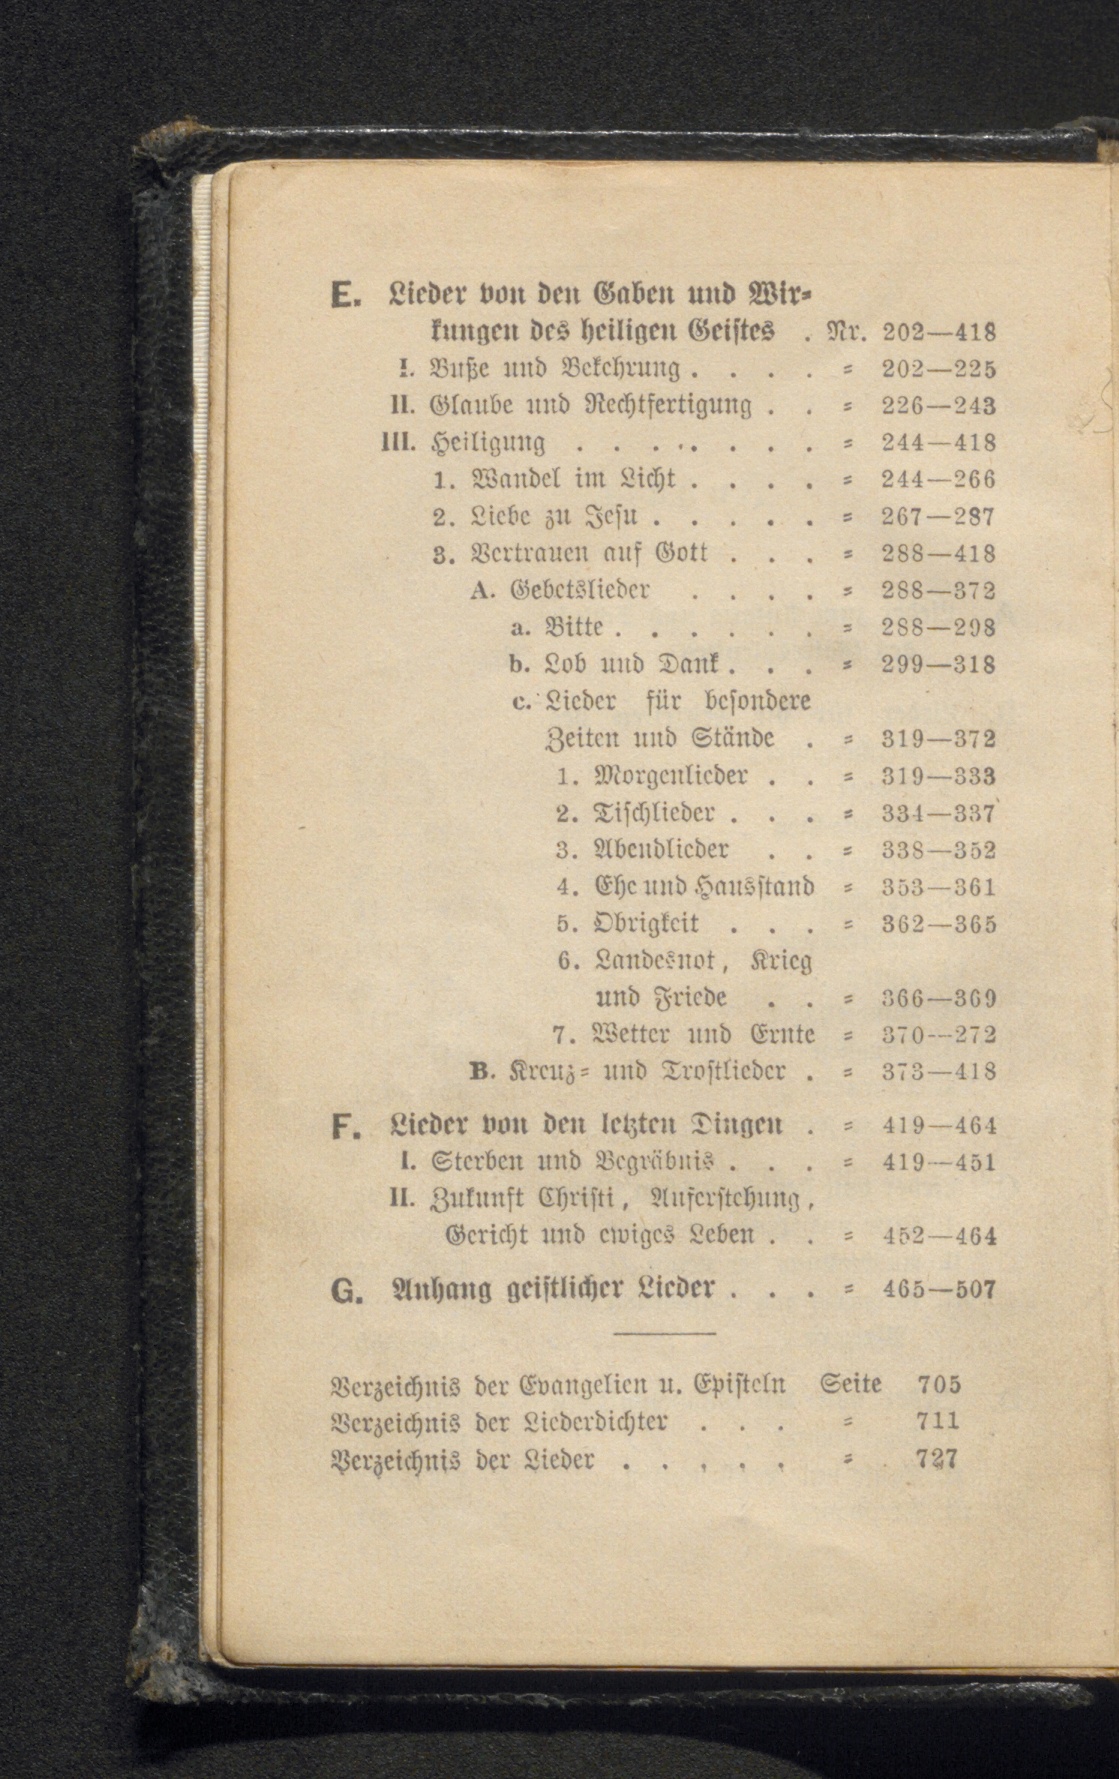 E. Lieder von den Gaben und Wir-
kungen des heiligen Geistes . Nr. 202—418
I. Buße und Bekehrung . . . . = 202—225
II. Glaube und Rechtfertigung . . = 226—243
III. Heiligung . . . . . . . = 244—418
1. Wandel im Licht . . . . = 244—266
2. Liebe zu Jesu . . . . . = 267—287
3. Vertrauen auf Gott . . . = 288—418
A. Gebetslieder . . . . = 288—372
a. Bitte . . . . . . = 288—298
b. Lob und Dank . . . = 299—318
c. Lieder für besondere
Zeiten und Stände . = 319—372
1. Morgenlieder . . = 319—333
2. Tischlieder . . . = 334—337
3. Abendlieder . . = 338—352
4. Ehe und Hausstand = 353—361
5. Obrigkeit . . . = 362—365
6. Landesnot, Krieg
und Friede . . = 366—369
7. Wetter und Ernte = 370—272
B. Kreuz- und Trostlieder . = 373—418
F. Lieder von den letzten Dingen . = 419—464
I. Sterben und Begräbnis . . . = 419—451
II. Zukunft Christi, Auferstehung,
Gericht und ewiges Leben . . = 452—464
G. Anhang geistlicher Lieder . . . = 465—507
Verzeichnis der Evangelien u. Episteln Seite 705
Verzeichnis der Liederdichter . . . = 711
Verzeichnis der Lieder . . . . . = 727